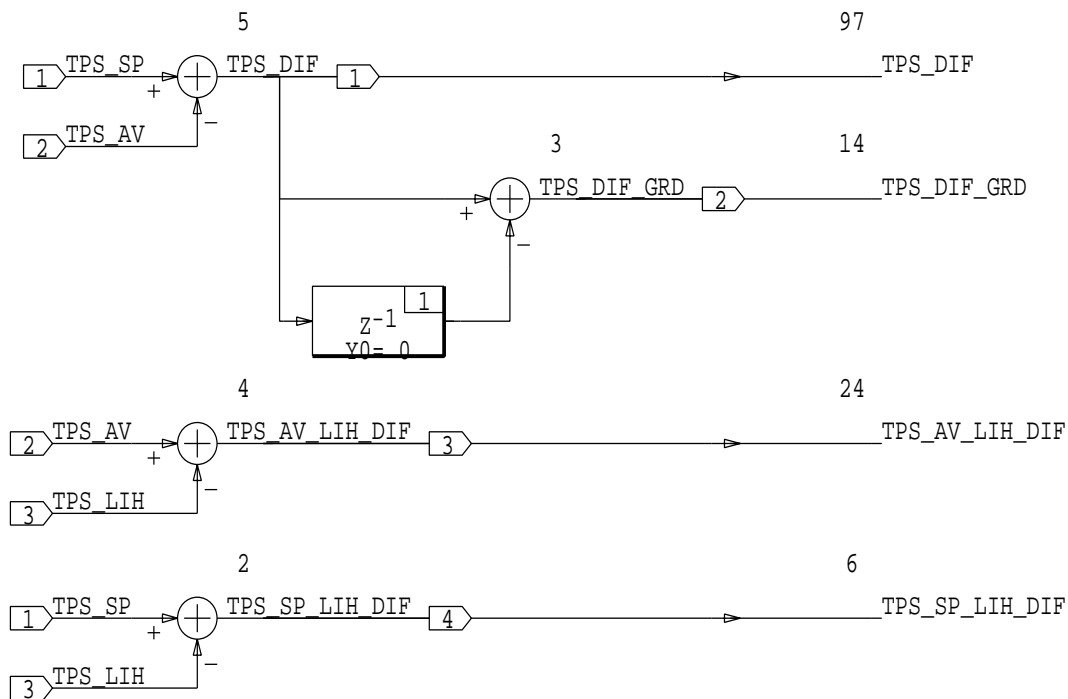 5 97
1 TPS_SP + TPS_DIF 1 TPS_DIF
2 TPS_AV −
3 14
+ TPS_DIF_GRD 2 TPS_DIF_GRD
−
1
z-1
Y0= 0
4 24
2 TPS_AV + TPS_AV_LIH_DIF 3 TPS_AV_LIH_DIF
3 TPS_LIH −
2 6
1 TPS_SP + TPS_SP_LIH_DIF 4 TPS_SP_LIH_DIF
3 TPS_LIH −